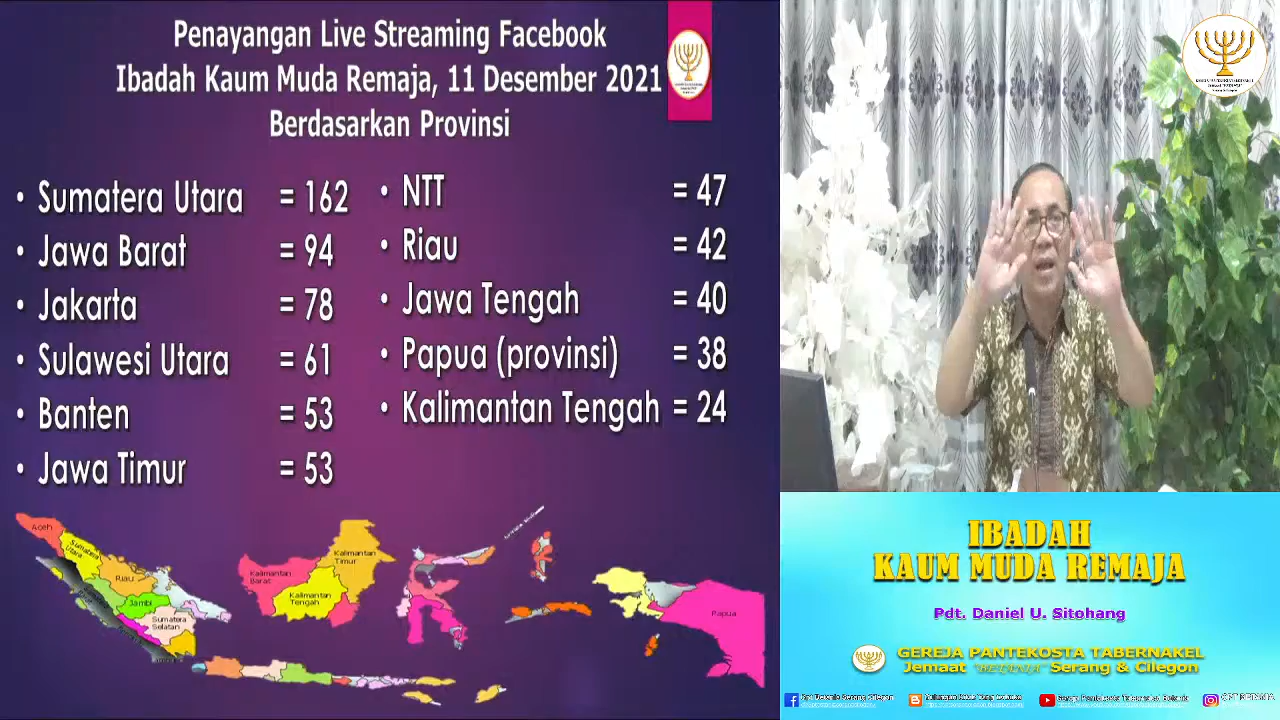 Penayangan Live Streaming Facebook
Ibadah Kaum Muda Remaja, 11 Desember 2021
Berdasarkan Provinsi
• Sumatera Utara = 162
• Jawa Barat = 94
• Jakarta = 78
• Sulawesi Utara = 61
• Banten = 53
• Jawa Timur = 53
• NTT = 47
• Riau = 42
• Jawa Tengah = 40
• Papua (provinsi) = 38
• Kalimantan Tengah = 24
Aceh
Sumatera
Utara
Riau
Jambi
Sumatera
Selatan
Kalimantan
Barat
Kalimantan
Tengah
Kalimantan
Timur
Papua
IBADAH
KAUM MUDA REMAJA
Pdt. Daniel U. Sitohang
GEREJA PANTEKOSTA TABERNAKEL
Jemaat "BETANIA" Serang & Cilegon